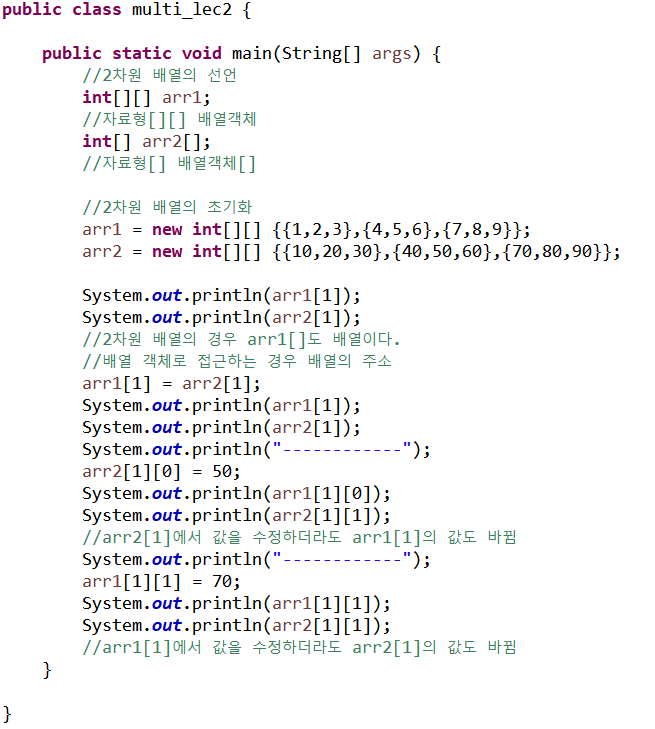 public class multi_lec2 {
public static void main(String[] args) {
//2차원 배열의 선언
int[][] arr1;
//자료형[][] 배열객체
int[] arr2[];
//자료형[] 배열객체[]
//2차원 배열의 초기화
arr1 = new int[][] {{1,2,3},{4,5,6},{7,8,9}};
arr2 = new int[][] {{10,20,30},{40,50,60},{70,80,90}};
System.out.println(arr1[1]);
System.out.println(arr2[1]);
//2차원 배열의 경우 arr1[]도 배열이다.
//배열 객체로 접근하는 경우 배열의 주소
arr1[1] = arr2[1];
System.out.println(arr1[1]);
System.out.println(arr2[1]);
System.out.println("------------");
arr2[1][0] = 50;
System.out.println(arr1[1][0]);
System.out.println(arr2[1][1]);
//arr2[1]에서 값을 수정하더라도 arr1[1]의 값도 바뀜
System.out.println("------------");
arr1[1][1] = 70;
System.out.println(arr1[1][1]);
System.out.println(arr2[1][1]);
//arr1[1]에서 값을 수정하더라도 arr2[1]의 값도 바뀜
}
}